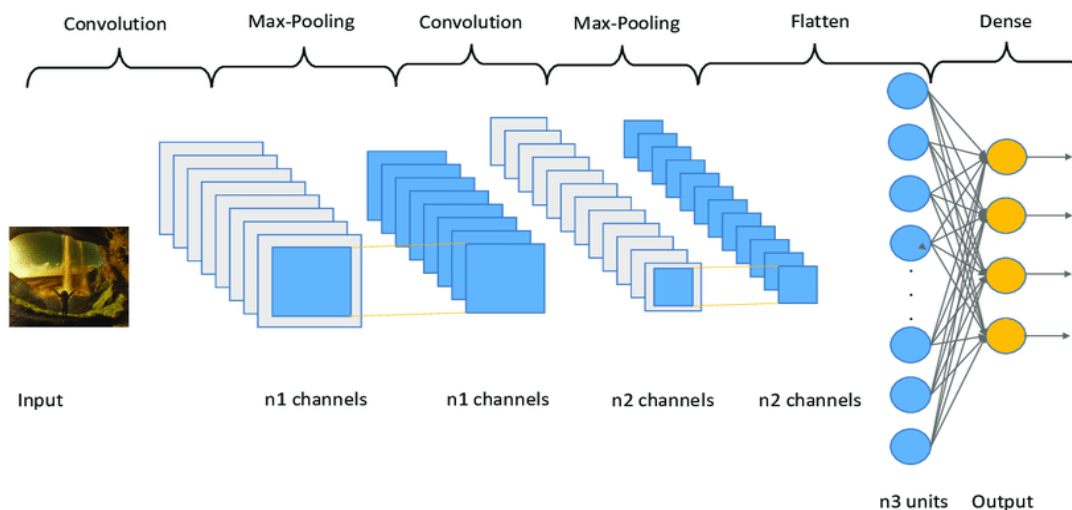 Convolution
Max-Pooling
Convolution
Max-Pooling
Flatten
Dense
Input
n1 channels
n1 channels
n2 channels
n2 channels
n3 units
Output